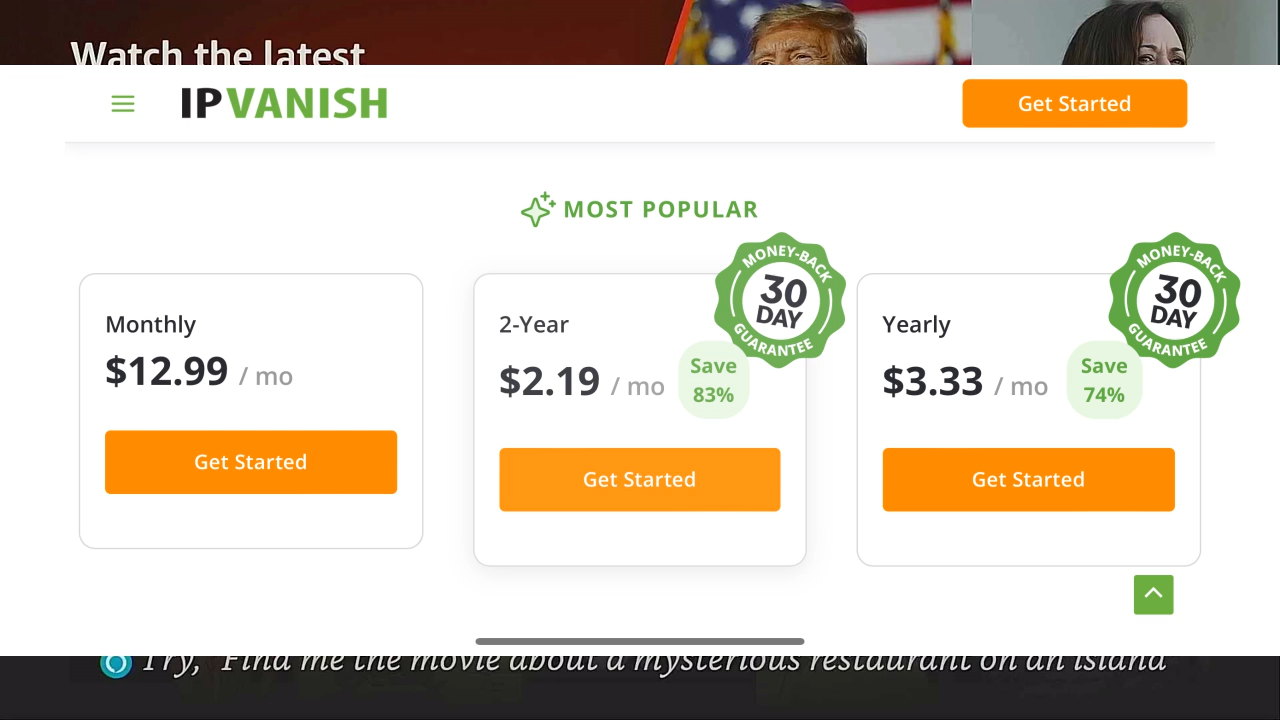 Watch the latest
IPVANISH
Get Started
MOST POPULAR
Monthly
$12.99 / mo
Get Started
MONEY-BACK
30
DAY
GUARANTEE
2-Year
$2.19 / mo
Save
83%
Get Started
MONEY-BACK
30
DAY
GUARANTEE
Yearly
$3.33 / mo
Save
74%
Get Started
Try, "Find me the movie about a mysterious restaurant on an island"